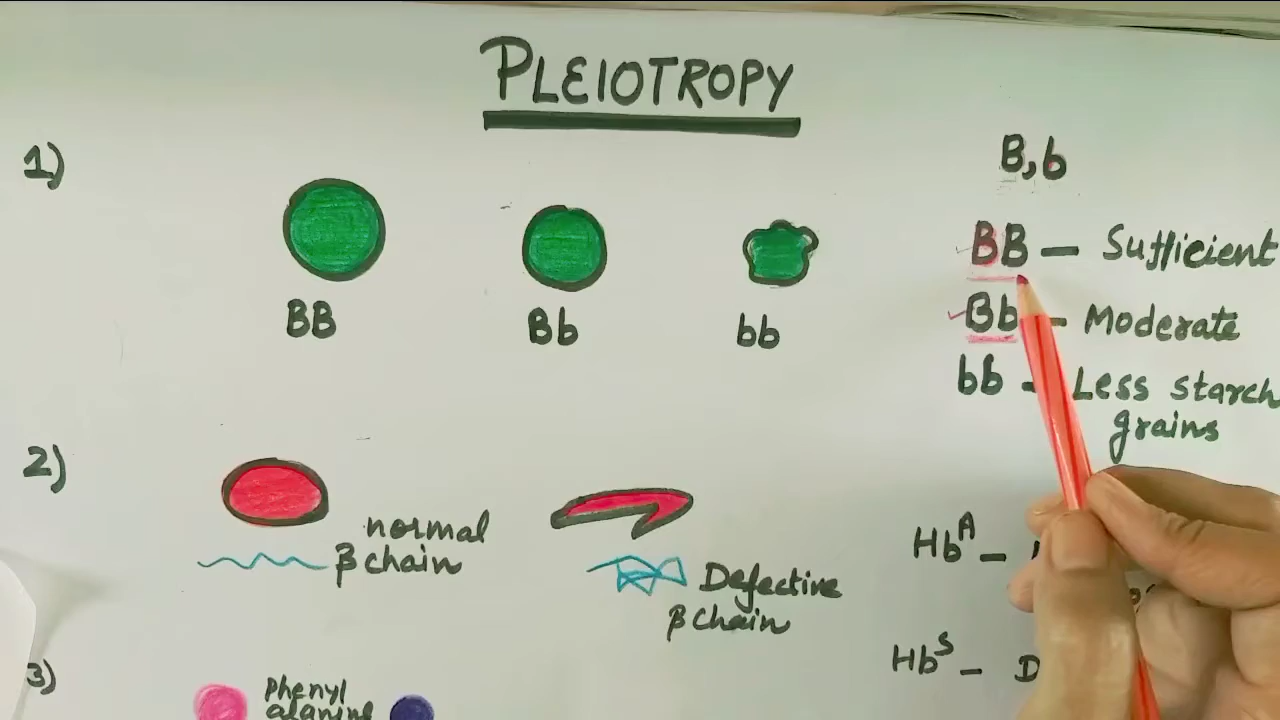 PLEIOTROPY
1)
B, b
BB — Sufficient
Bb — Moderate
bb - Less starch
grains
BB
Bb
bb
2)
normal
β chain
Defective
β chain
Hb^A –
Hb^S –
3)
phenyl
alanine